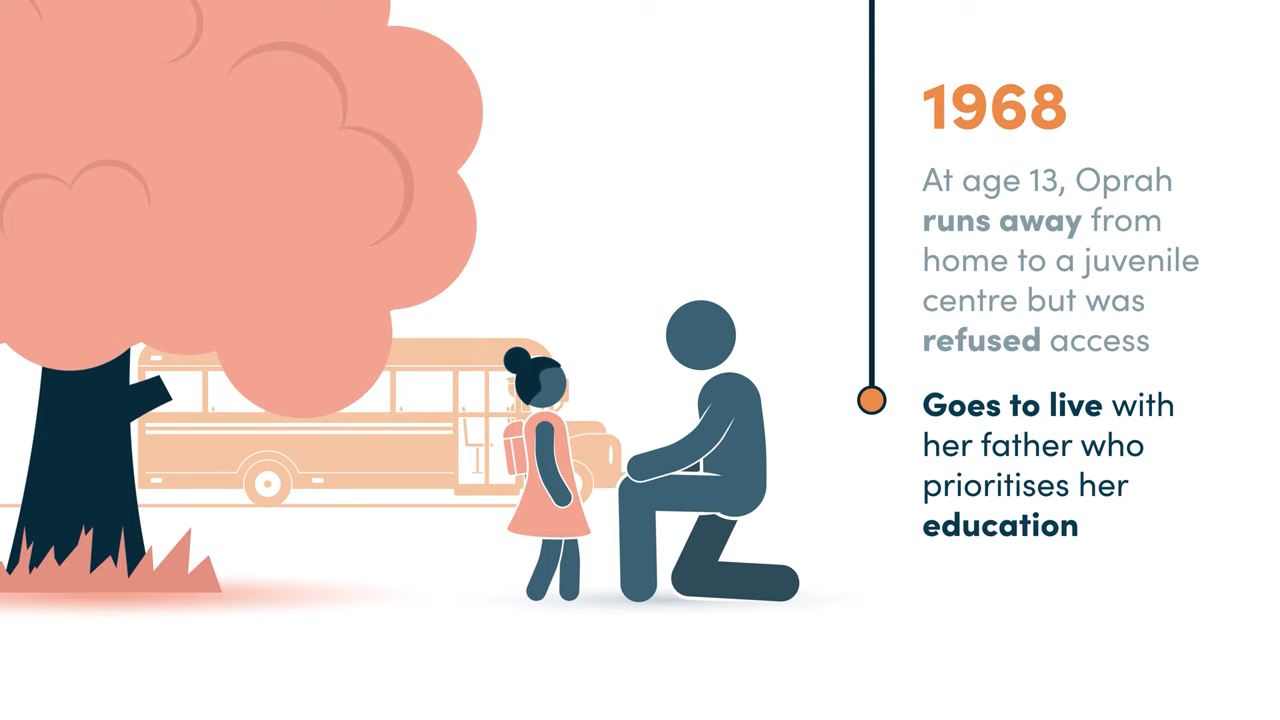 1968
At age 13, Oprah
runs away from
home to a juvenile
centre but was
refused access
Goes to live with
her father who
prioritises her
education